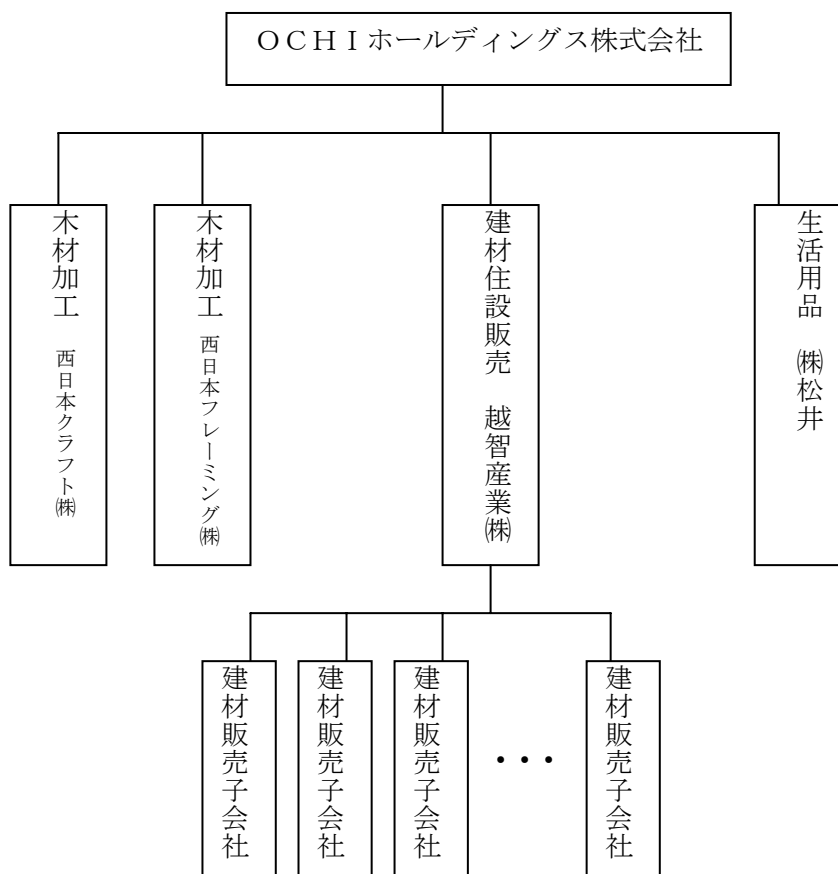 ＯＣＨＩホールディングス株式会社
木材加工　西日本クラフト㈱
木材加工　西日本フレーミング㈱
建材住設販売　越智産業㈱
生活用品　㈱松井
建材販売子会社
建材販売子会社
建材販売子会社
・・・
建材販売子会社